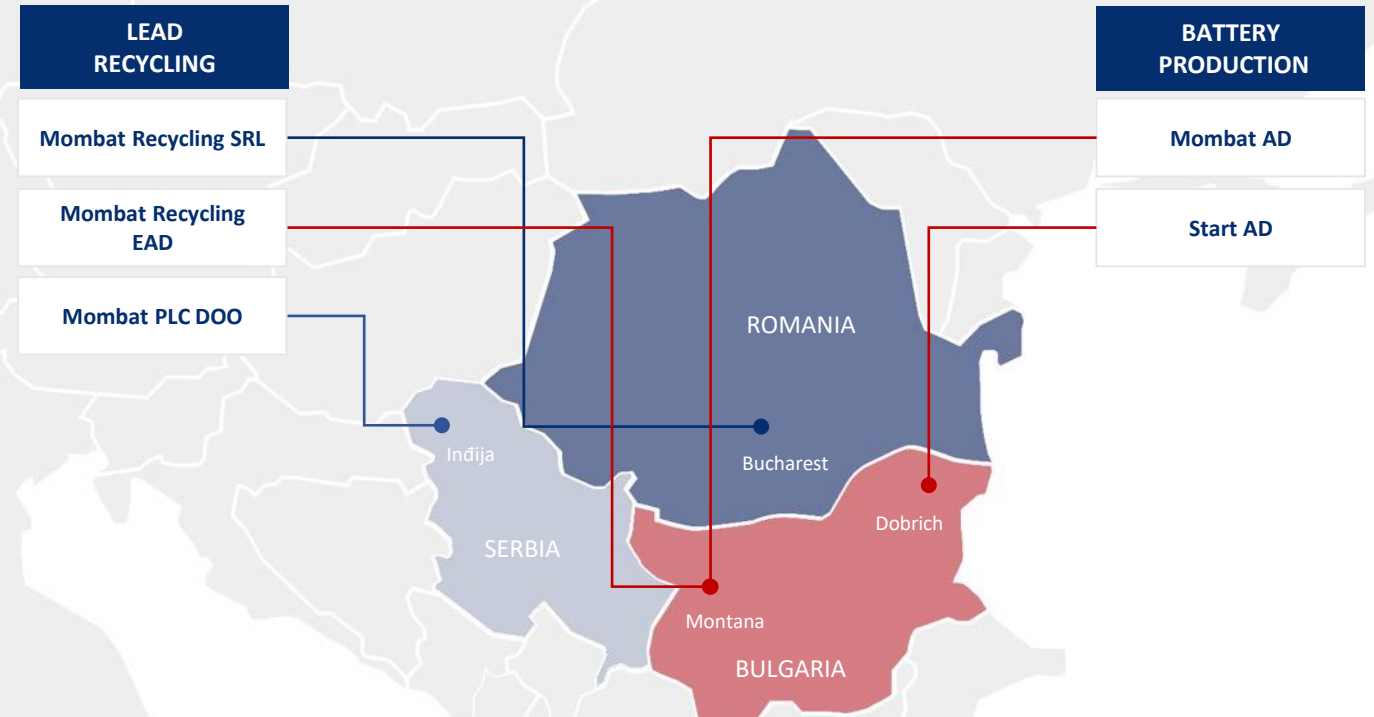 LEAD
RECYCLING
Mombat Recycling SRL
Mombat Recycling
EAD
Mombat PLC DOO
BATTERY
PRODUCTION
Mombat AD
Start AD
ROMANIA
Bucharest
Inđija
SERBIA
Dobrich
Montana
BULGARIA